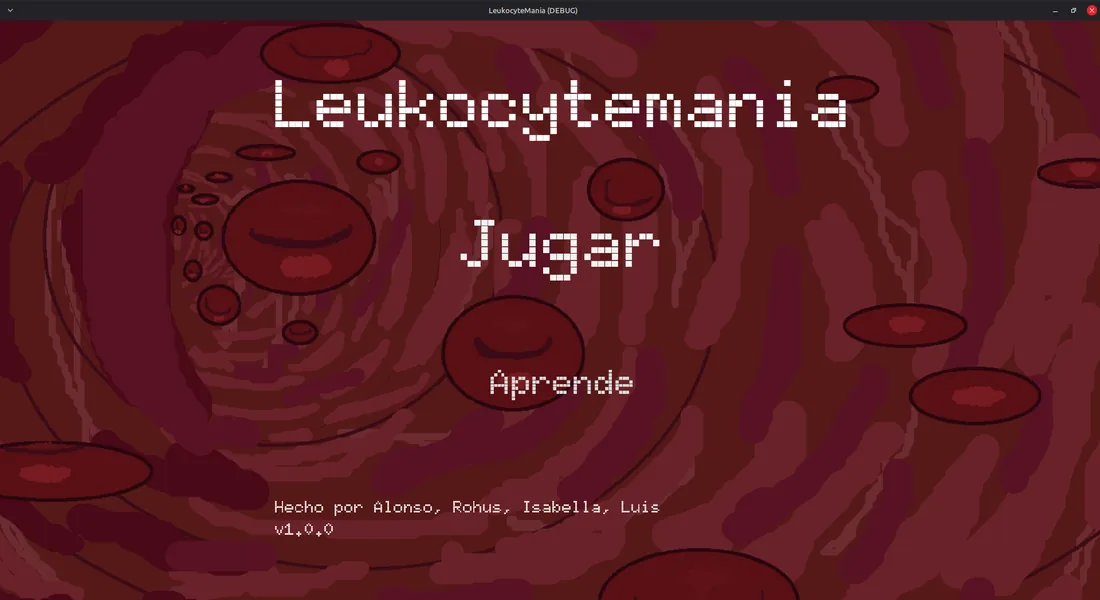 LeukocyteMania (DEBUG)
Leukocytemania
Jugar
Aprende
Hecho por Alonso, Rohus, Isabella, Luis
v1.0.0